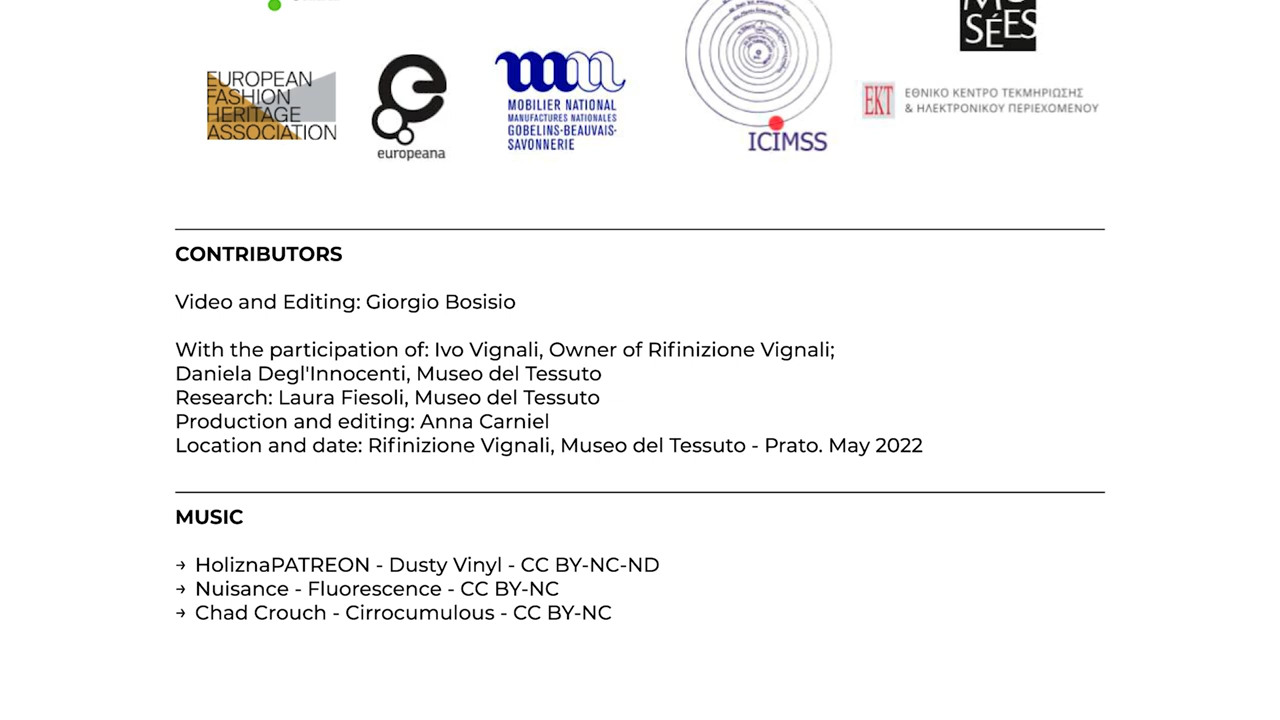 MUSÉES
EUROPEAN
FASHION
HERITAGE
ASSOCIATION
europeana
MOBILIER NATIONAL
MANUFACTURES NATIONALES
GOBELINS-BEAUVAIS-
SAVONNERIE
ICIMSS
EKT
ΕΘΝΙΚΟ ΚΕΝΤΡΟ ΤΕΚΜΗΡΙΩΣΗΣ
& ΗΛΕΚΤΡΟΝΙΚΟΥ ΠΕΡΙΕΧΟΜΕΝΟΥ
CONTRIBUTORS
Video and Editing: Giorgio Bosisio
With the participation of: Ivo Vignali, Owner of Rifinizione Vignali;
Daniela Degl'Innocenti, Museo del Tessuto
Research: Laura Fiesoli, Museo del Tessuto
Production and editing: Anna Carniel
Location and date: Rifinizione Vignali, Museo del Tessuto - Prato. May 2022
MUSIC
→ HoliznaPATREON - Dusty Vinyl - CC BY-NC-ND
→ Nuisance - Fluorescence - CC BY-NC
→ Chad Crouch - Cirrocumulous - CC BY-NC